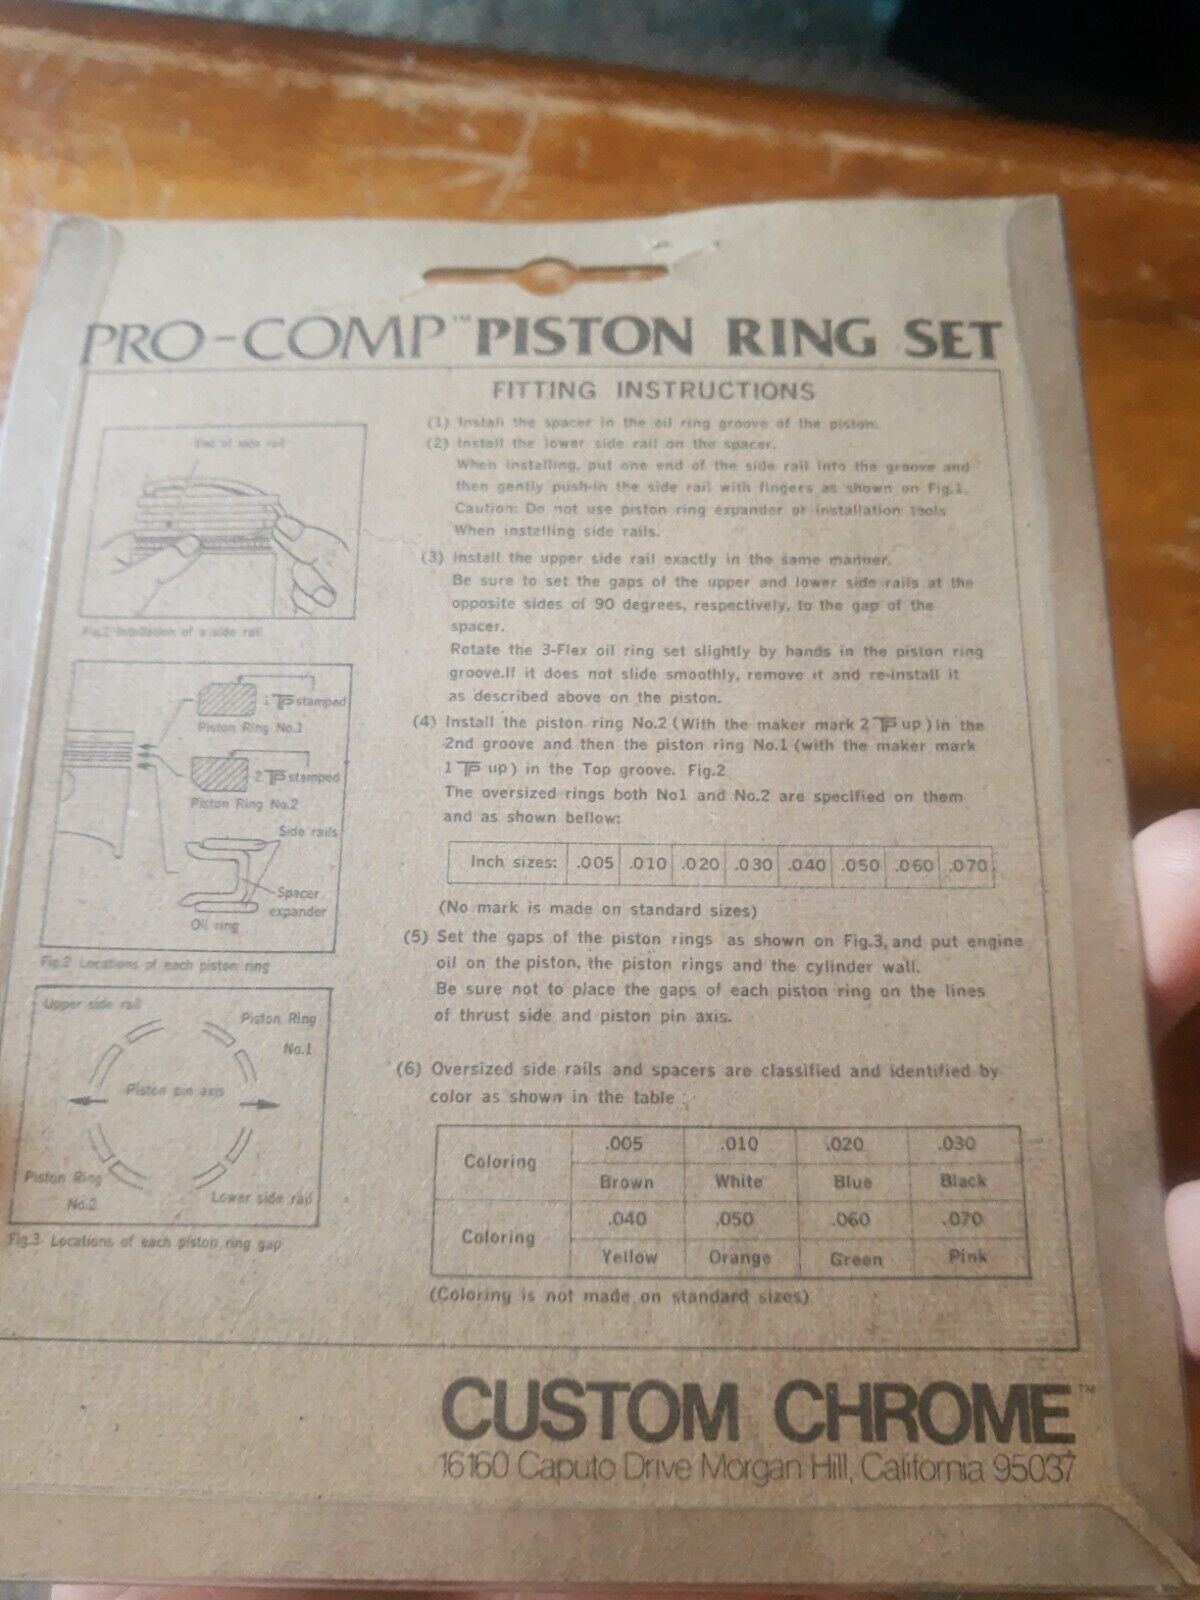 PRO-COMP™ PISTON RING SET
FITTING INSTRUCTIONS
End of side rail
Fig.1 Installation of a side rail
1 TP stamped
Piston Ring No.1
2 TP stamped
Piston Ring No.2
Side rails
Spacer
expander
Oil ring
Fig.2 Locations of each piston ring
Upper side rail
Piston Ring
No.1
Piston pin axis
Piston Ring
No.2
Lower side rail
Fig.3 Locations of each piston ring gap
(1) Install the spacer in the oil ring groove of the piston.
(2) Install the lower side rail on the spacer.
When installing, put one end of the side rail into the groove and
then gently push-in the side rail with fingers as shown on Fig.1.
Caution: Do not use piston ring expander or installation tools
When installing side rails.
(3) Install the upper side rail exactly in the same manner.
Be sure to set the gaps of the upper and lower side rails at the
opposite sides of 90 degrees, respectively, to the gap of the
spacer.
Rotate the 3-Flex oil ring set slightly by hands in the piston ring
groove.If it does not slide smoothly, remove it and re-install it
as described above on the piston.
(4) Install the piston ring No.2 (With the maker mark 2 TP up) in the
2nd groove and then the piston ring No.1 (with the maker mark
1 TP up) in the Top groove. Fig.2
The oversized rings both No1 and No.2 are specified on them
and as shown bellow:
Inch sizes: .005 .010 .020 .030 .040 .050 .060 .070
(No mark is made on standard sizes)
(5) Set the gaps of the piston rings as shown on Fig.3, and put engine
oil on the piston, the piston rings and the cylinder wall.
Be sure not to place the gaps of each piston ring on the lines
of thrust side and piston pin axis.
(6) Oversized side rails and spacers are classified and identified by
color as shown in the table :
Coloring .005 .010 .020 .030
Brown White Blue Black
Coloring .040 .050 .060 .070
Yellow Orange Green Pink
(Coloring is not made on standard sizes)
CUSTOM CHROME™
16160 Caputo Drive Morgan Hill, California 95037